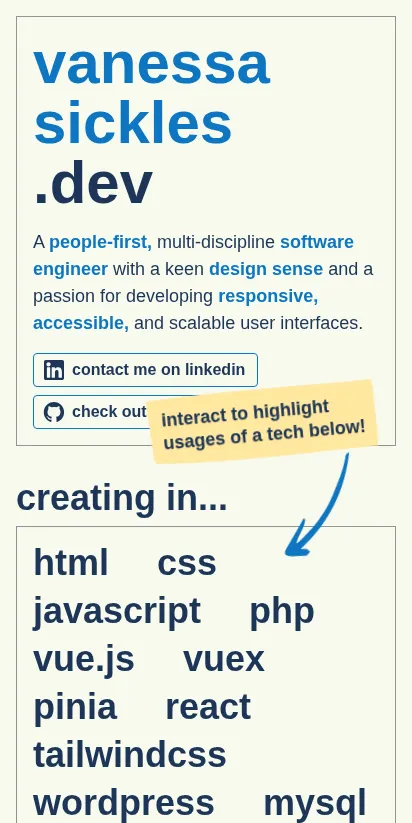 vanessa
sickles
.dev
A people-first, multi-discipline software
engineer with a keen design sense and a
passion for developing responsive,
accessible, and scalable user interfaces.
contact me on linkedin
check out
interact to highlight
usages of a tech below!
creating in...
html css
javascript php
vue.js vuex
pinia react
tailwindcss
wordpress mysql